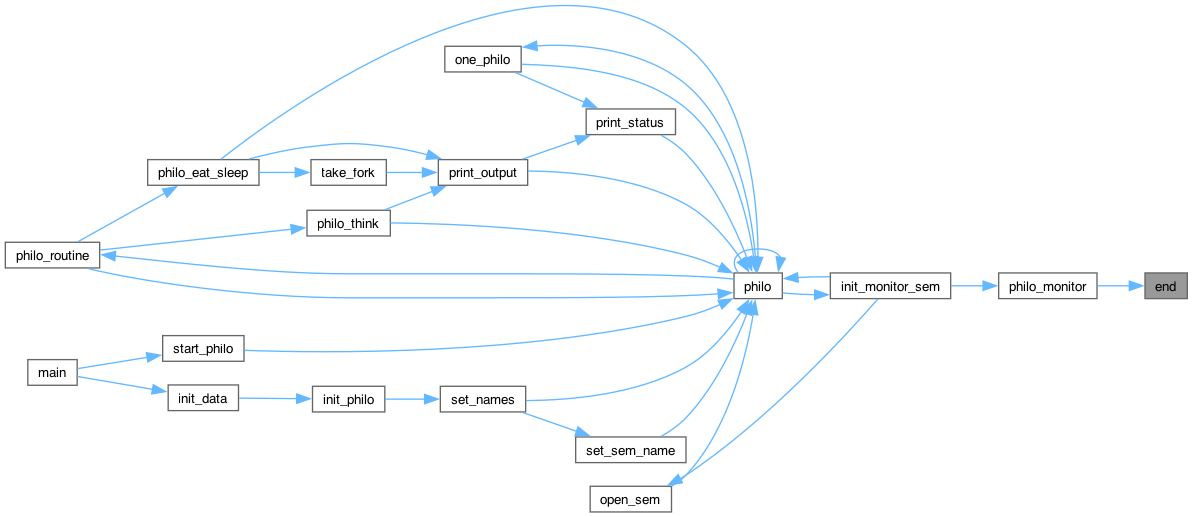 one_philo
print_status
philo_eat_sleep
take_fork
print_output
philo_think
philo_routine
philo
init_monitor_sem
philo_monitor
end
start_philo
main
init_data
init_philo
set_names
set_sem_name
open_sem